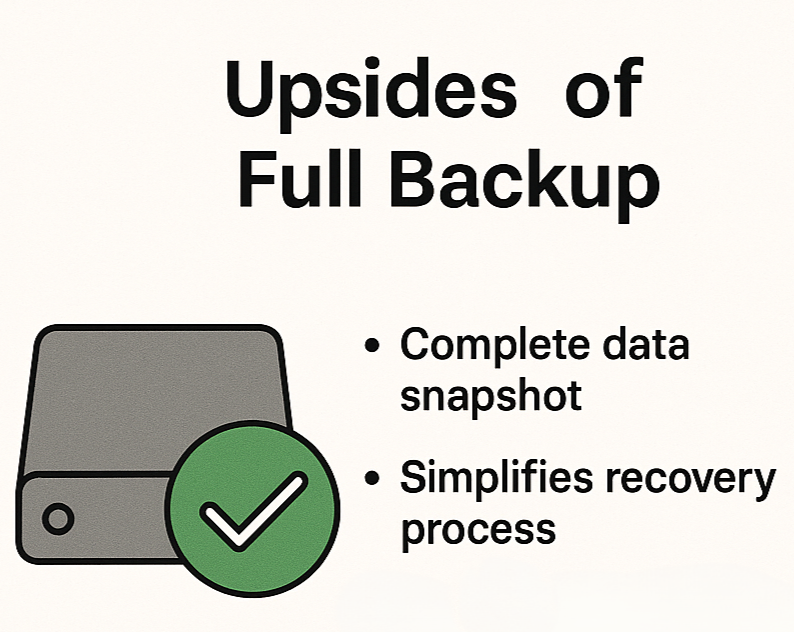 Upsides of
Full Backup
• Complete data
snapshot
• Simplifies recovery
process